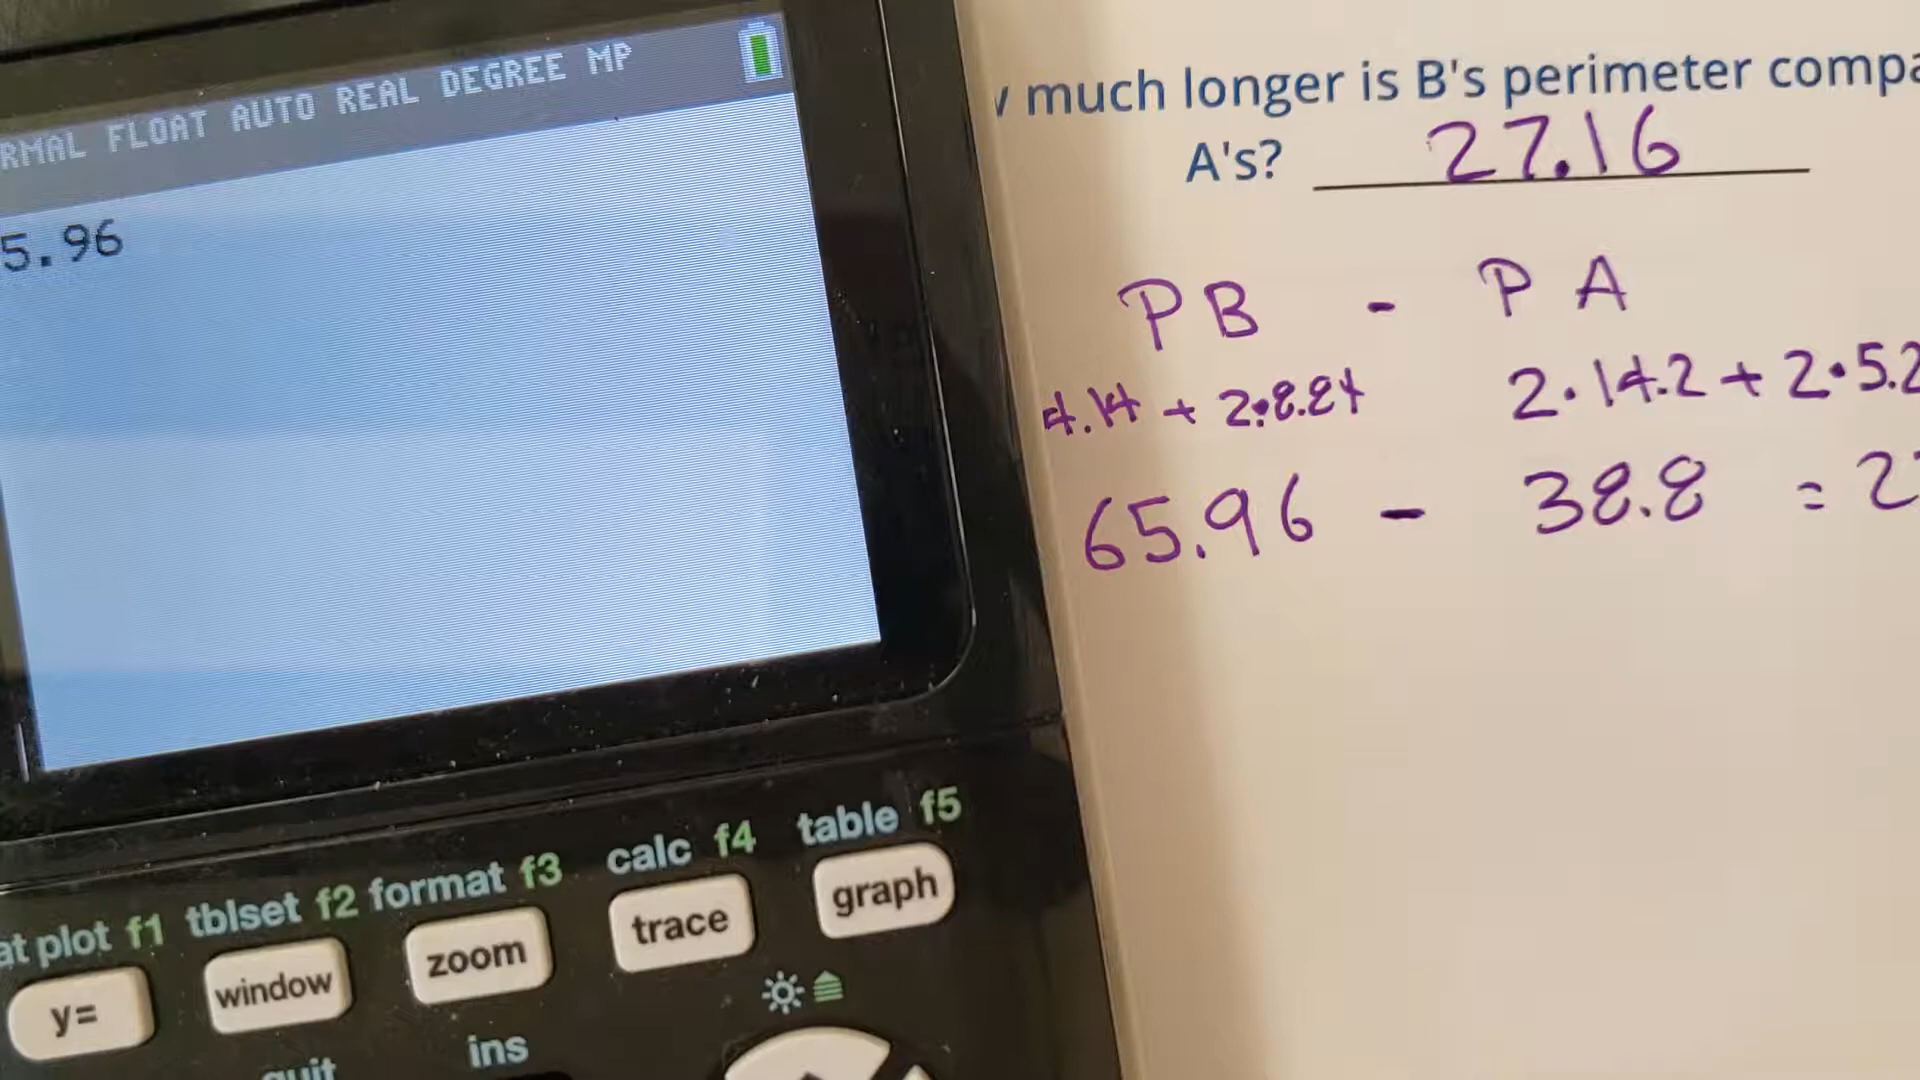 RMAL FLOAT AUTO REAL DEGREE MP
5.96
much longer is B's perimeter compa
A's? 27.16
PB - PA
4.14 + 2•8.84 2•14.2 + 2•5.2
65.96 - 38.8 = 2
at plot f1 tblset f2 format f3 calc f4 table f5
y= window zoom trace graph
quit ins